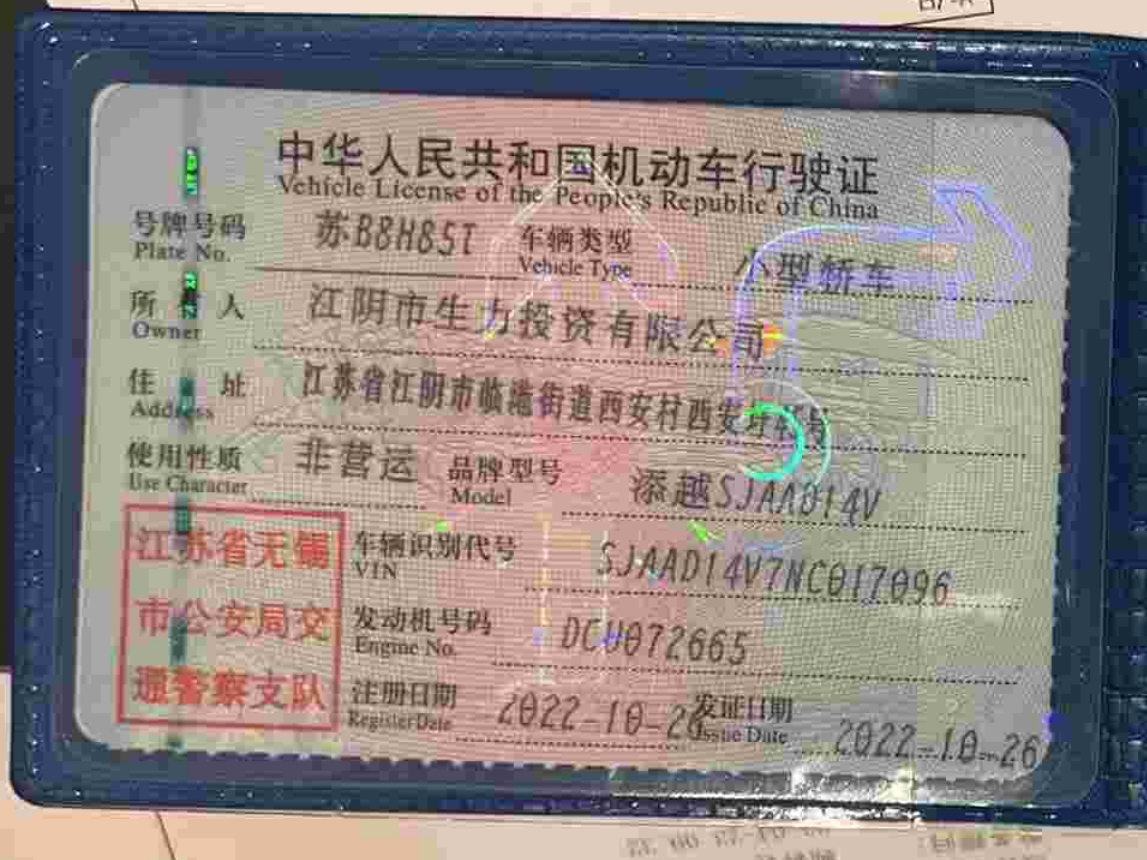 中华人民共和国机动车行驶证
Vehicle License of the People's Republic of China
号牌号码 苏B8H85T 车辆类型 小型轿车
Plate No. Vehicle Type
所有人 江阴市生力投资有限公司
Owner
住址 江苏省江阴市临港街道西安村西安圩 号
Address
使用性质 非营运 品牌型号 添越SJAAD14V
Use Character Model
江苏省无锡
市公安局交
通警察支队
车辆识别代号 SJAAD14V7NC017096
VIN
发动机号码 DCU072665
Engine No.
注册日期 2022-10-26 发证日期 2022-10-26
Register Date Issue Date